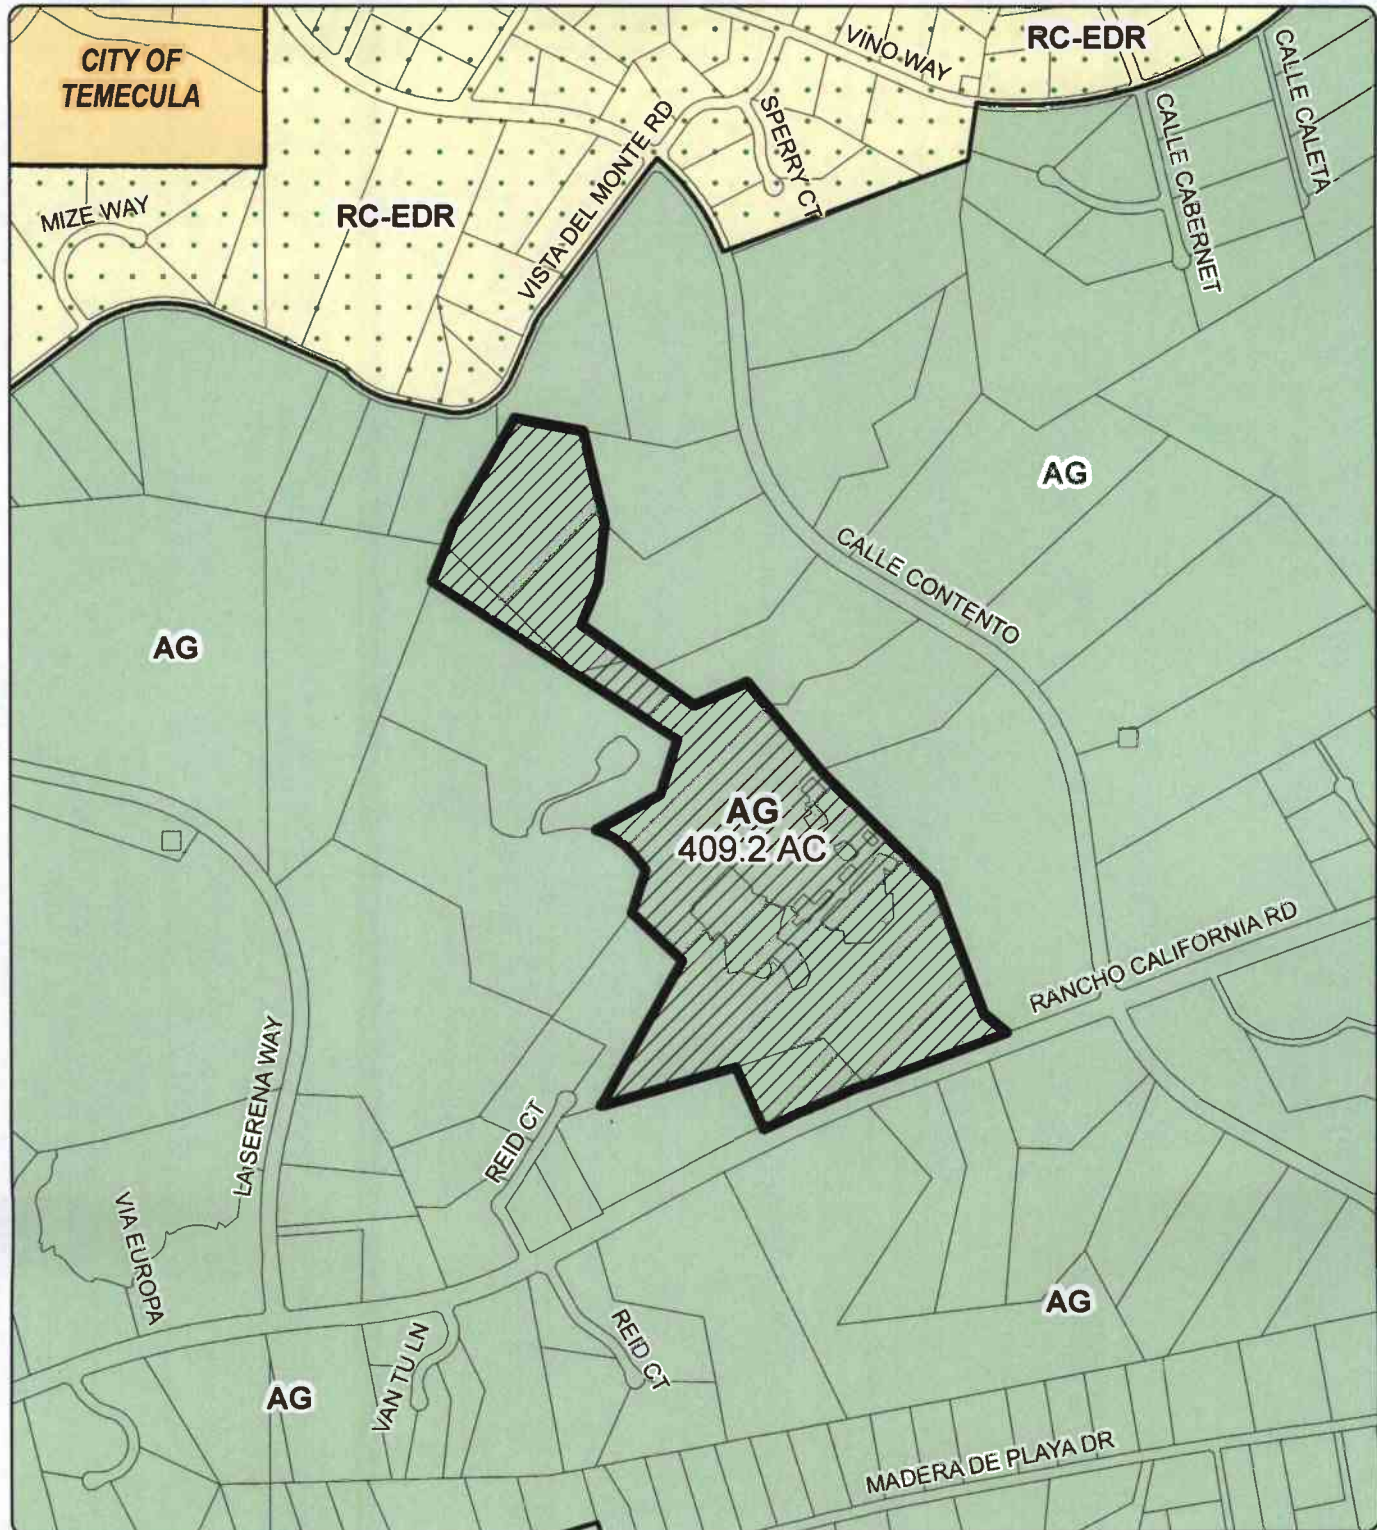 CITY OF
TEMECULA
RC-EDR
VINO WAY
CALLE CALETA
CALLE CABERNET
SPERRY CT
VISTA DEL MONTE RD
MIZE WAY
RC-EDR
AG
CALLE CONTENTO
AG
AG
409.2 AC
RANCHO CALIFORNIA RD
LA SERENA WAY
REID CT
VIA EUROPA
AG
REID CT
VAN TU LN
AG
MADERA DE PLAYA DR